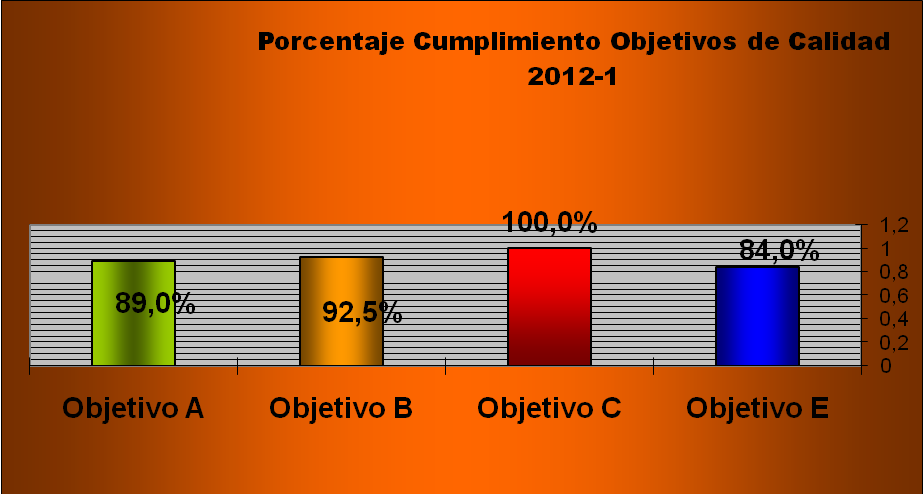 Porcentaje Cumplimiento Objetivos de Calidad
2012-1
100,0%
84,0%
89,0%
92,5%
1,2
1
0,8
0,6
0,4
0,2
0
Objetivo A
Objetivo B
Objetivo C
Objetivo E